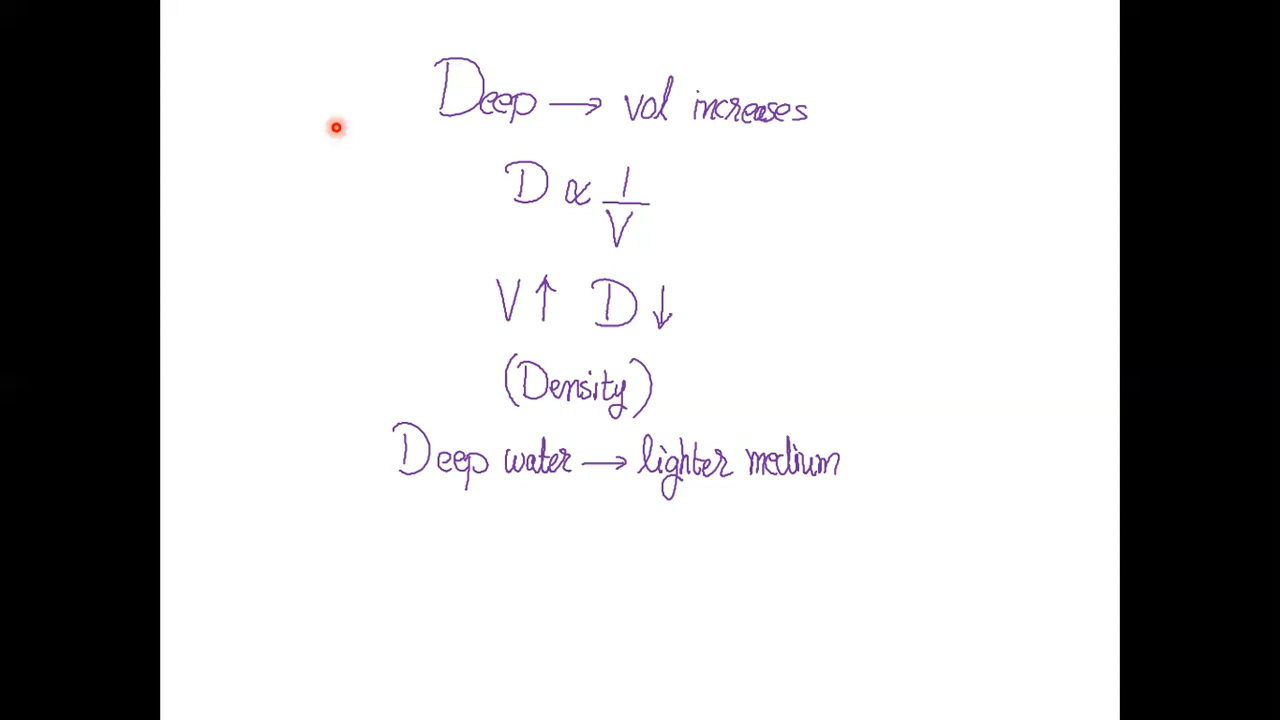 Deep → vol increases
D ∝ 1/V
V↑ D↓
(Density)
Deep water → lighter medium